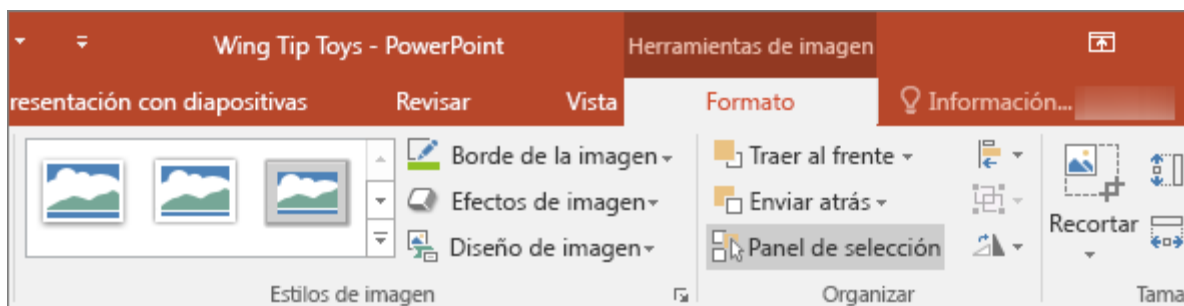 Wing Tip Toys - PowerPoint
Herramientas de imagen
resentación con diapositivas
Revisar
Vista
Formato
Informació n...
Borde de la imagen
Traer al frente
Efectos de imagen
Enviar atrás
Diseño de imagen
Panel de selección
Recortar
Estilos de imagen
Organizar
Tama